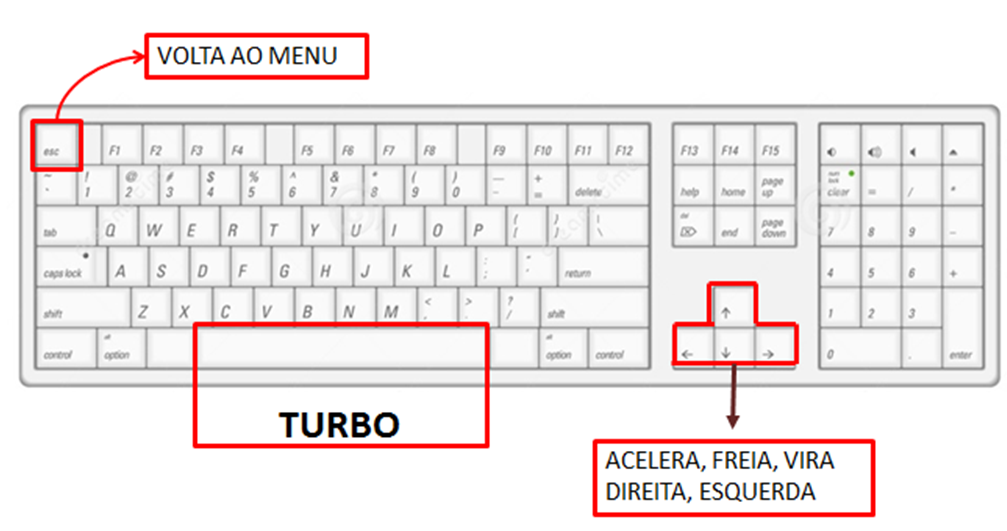 VOLTA AO MENU
esc F1 F2 F3 F4 F5 F6 F7 F8 F9 F10 F11 F12 F13 F14 F15
~ ! @ # $ % ^ & * ( ) — +
` 1 2 3 4 5 6 7 8 9 0 - = delete help home page up num lock clear = / *
tab Q W E R T Y U I O P { [ } ] | \ del end page down 7 8 9 −
caps lock A S D F G H J K L : ; " ' return 4 5 6 +
shift Z X C V B N M < , > . ? / shift ↑ 1 2 3
control alt option alt option control ← ↓ → 0 . enter
TURBO
ACELERA, FREIA, VIRA
DIREITA, ESQUERDA